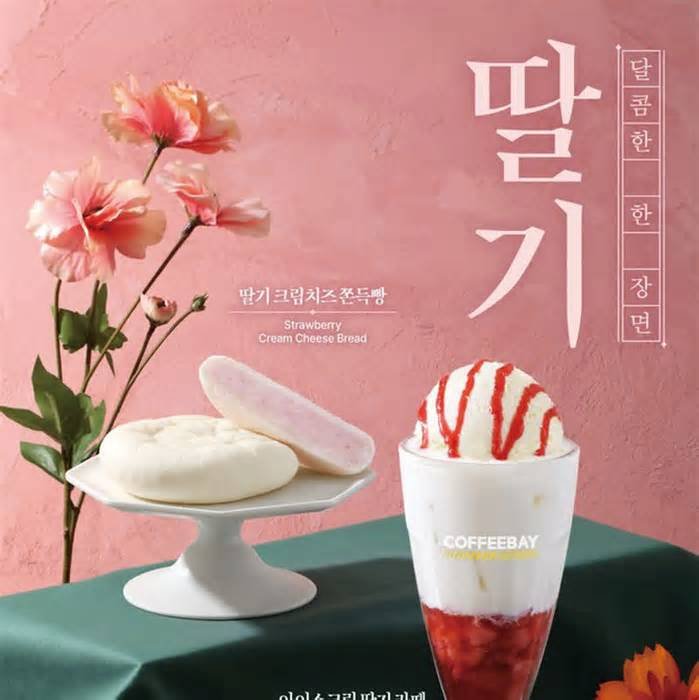 딸기
달콤한 한 장면
딸기 크림치즈 쫀득빵
Strawberry
Cream Cheese Bread
COFFEEBAY